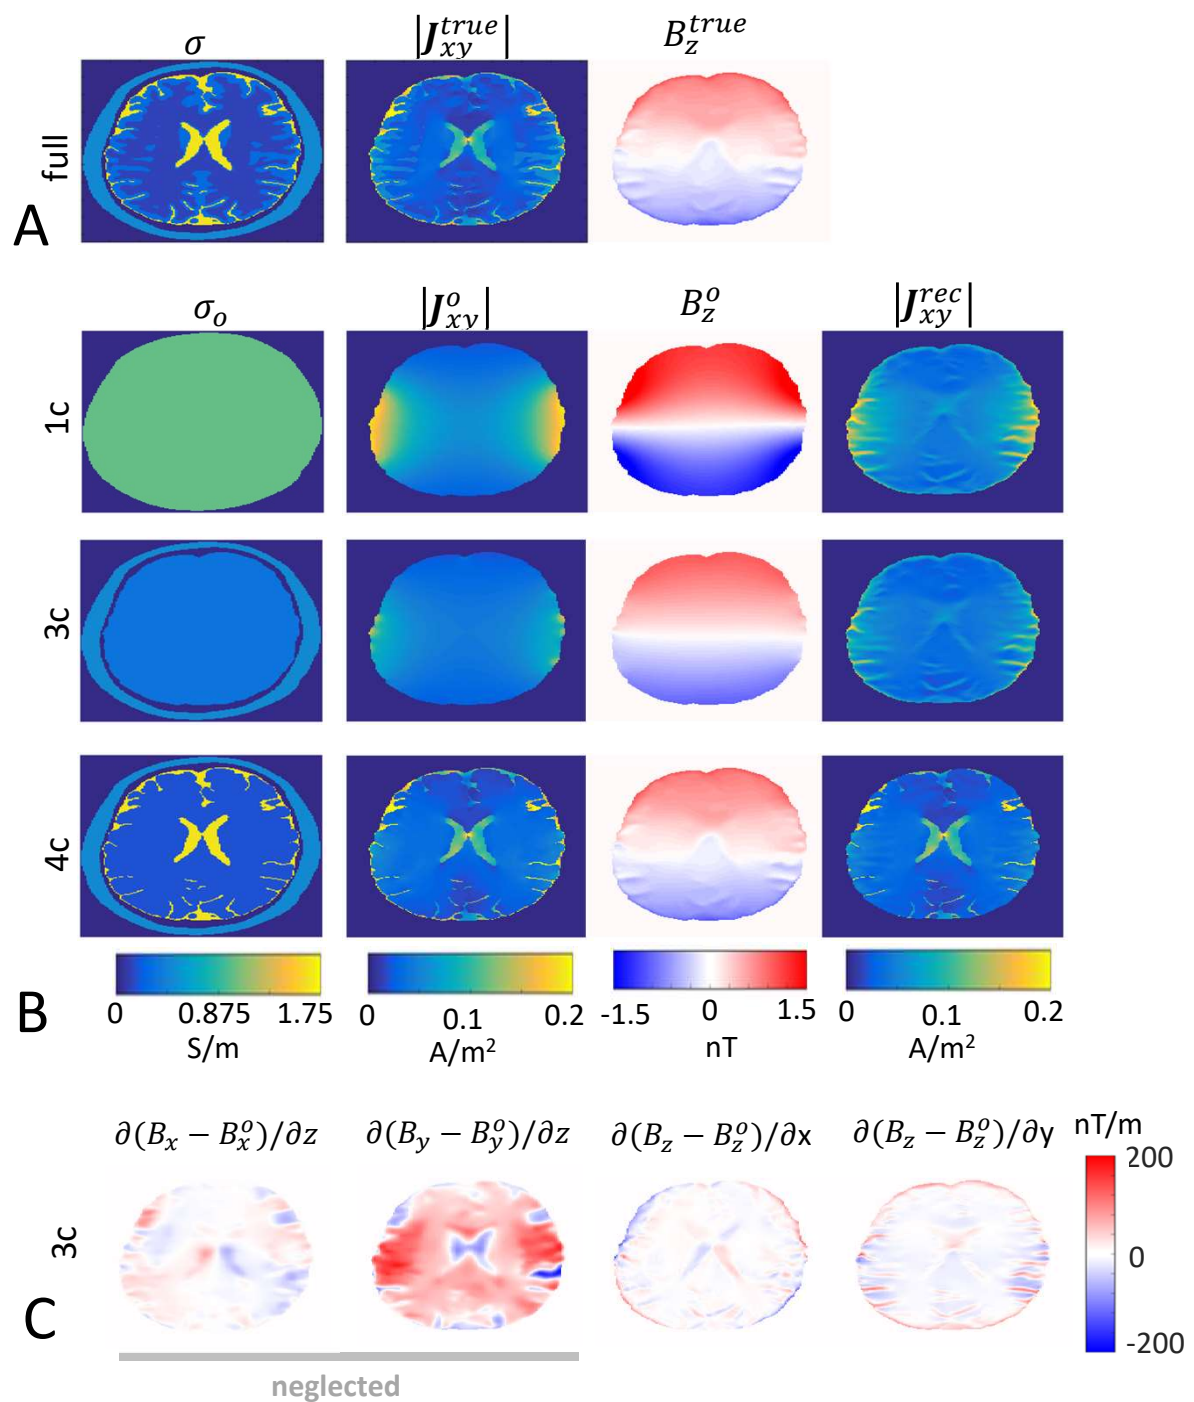 σ |J_xy^true| B_z^true
full
A
σ_o |J_xy^o| B_z^o |J_xy^rec|
1c
3c
4c
B
0 0.875 1.75
S/m
0 0.1 0.2
A/m²
-1.5 0 1.5
nT
0 0.1 0.2
A/m²
∂(B_x − B_x^o)/∂z ∂(B_y − B_y^o)/∂z ∂(B_z − B_z^o)/∂x ∂(B_z − B_z^o)/∂y nT/m
200
0
-200
3c
C
neglected